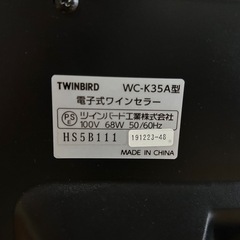 TWINBIRD WC-K35A型
電子式ワインセラー
PSE ツインバード工業株式会社
100V 68W 50/60Hz
HS5B111 191223-48
MADE IN CHINA